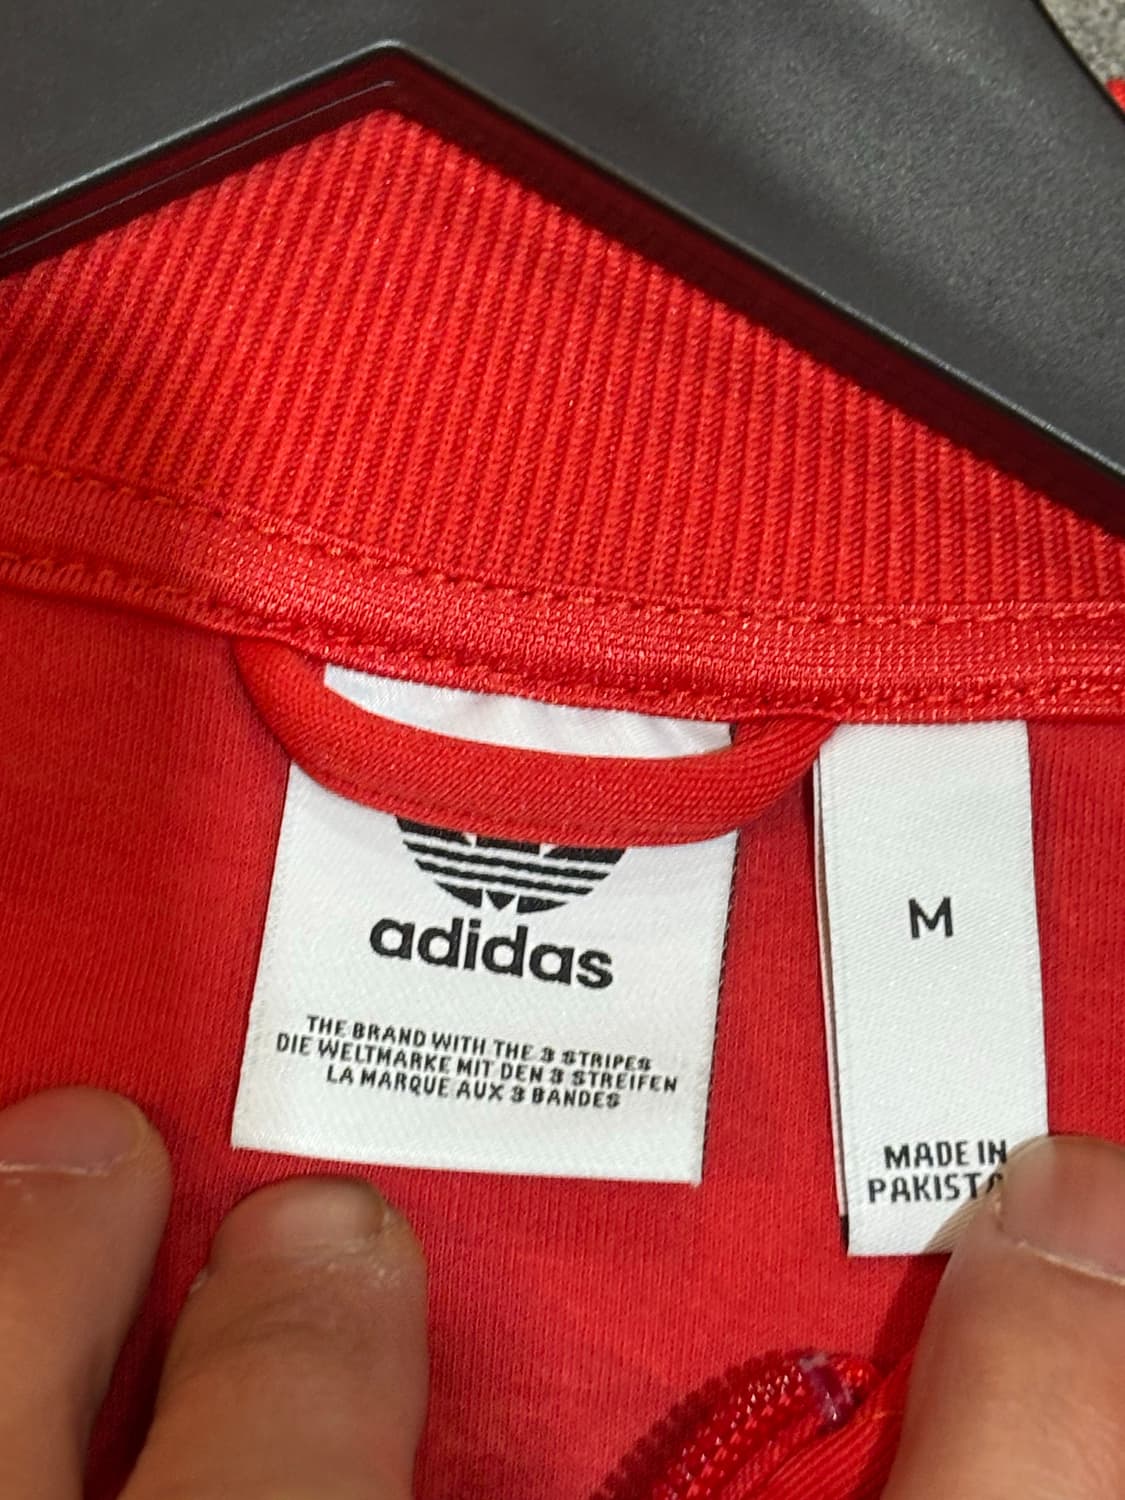 adidas
THE BRAND WITH THE 3 STRIPES
DIE WELTMARKE MIT DEN 3 STREIFEN
LA MARQUE AUX 3 BANDES
M
MADE IN